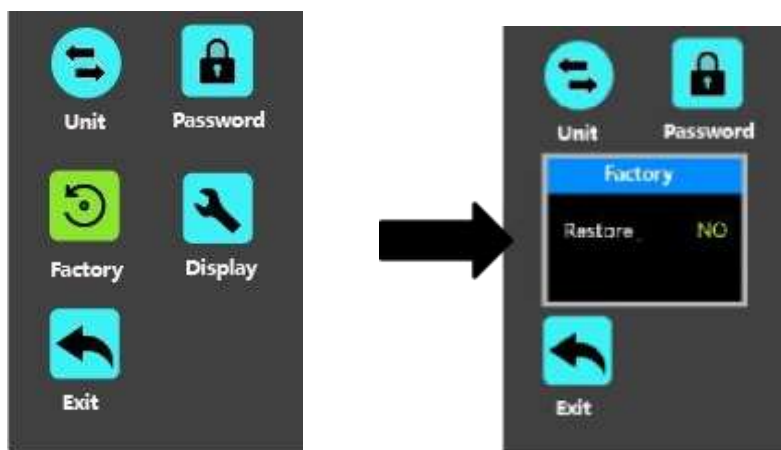 Unit Password
Factory Display
Exit
Unit Password
Factory
Restore NO
Exit